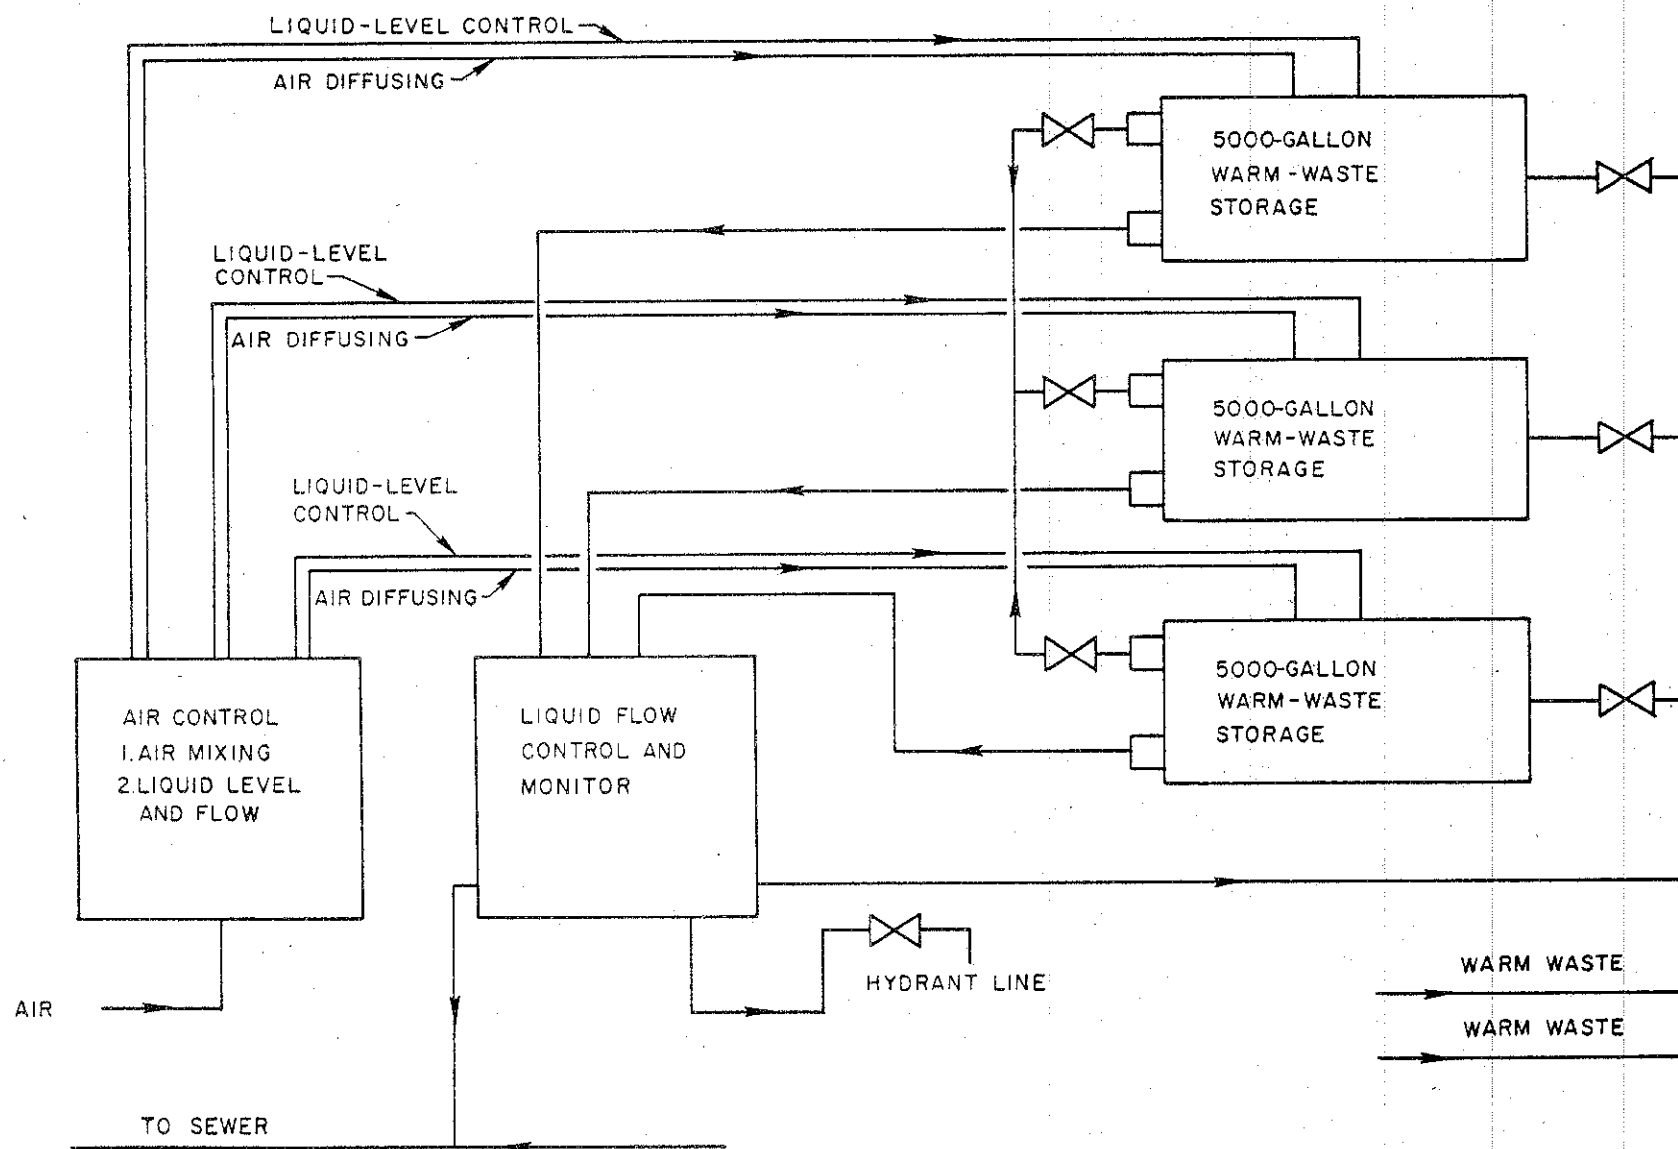 LIQUID-LEVEL CONTROL
AIR DIFFUSING
5000-GALLON
WARM-WASTE
STORAGE
LIQUID-LEVEL
CONTROL
AIR DIFFUSING
5000-GALLON
WARM-WASTE
STORAGE
LIQUID-LEVEL
CONTROL
AIR DIFFUSING
5000-GALLON
WARM-WASTE
STORAGE
AIR CONTROL
1. AIR MIXING
2. LIQUID LEVEL
AND FLOW
LIQUID FLOW
CONTROL AND
MONITOR
HYDRANT LINE
WARM WASTE
AIR
WARM WASTE
TO SEWER